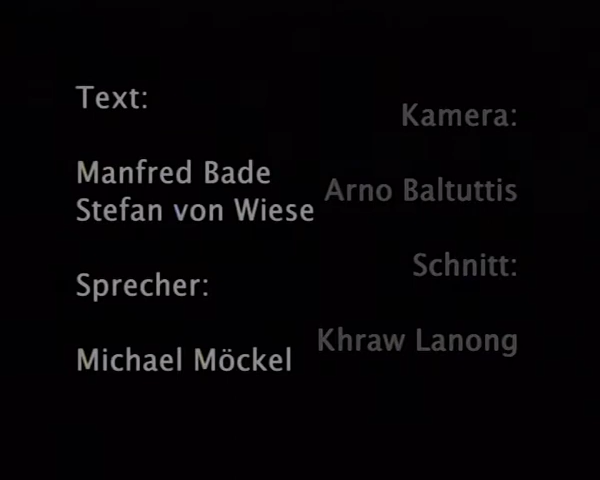 Text:
Manfred Bade
Stefan von Wiese
Sprecher:
Michael Möckel
Kamera:
Arno Baltuttis
Schnitt:
Khraw Lanong